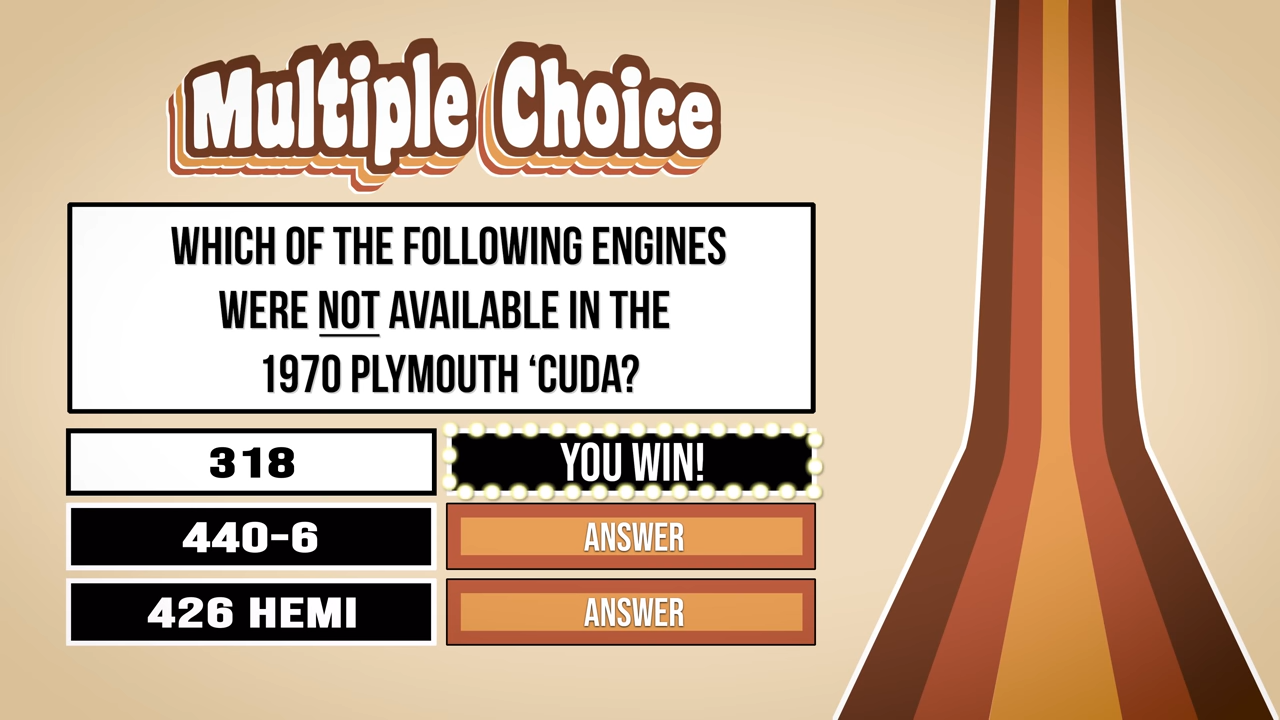 Multiple Choice
WHICH OF THE FOLLOWING ENGINES
WERE NOT AVAILABLE IN THE
1970 PLYMOUTH ‘CUDA?
318
YOU WIN!
440-6
ANSWER
426 HEMI
ANSWER